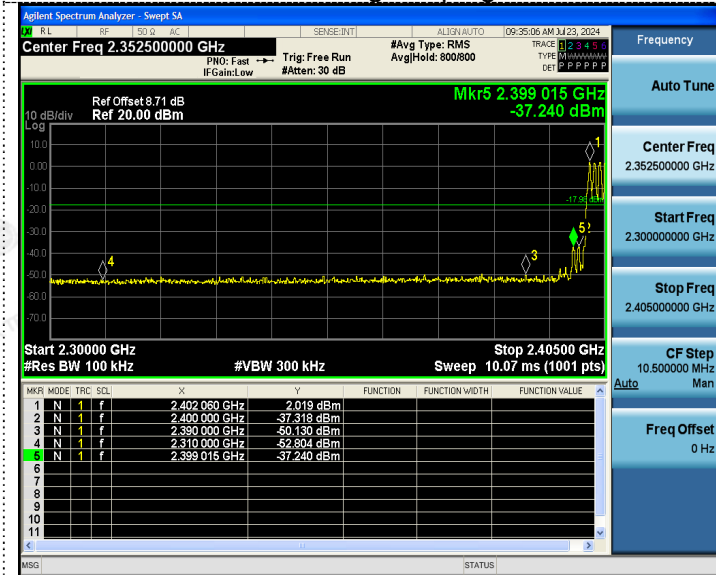 Agilent Spectrum Analyzer - Swept SA
RL RF 50 Ω AC SENSE:INT ALIGN AUTO 09:35:06 AM Jul 23, 2024
Center Freq 2.352500000 GHz
PNO: Fast
IFGain:Low
Trig: Free Run
#Atten: 30 dB
#Avg Type: RMS
Avg|Hold: 800/800
TRACE 1 2 3 4 5 6
TYPE M
DET P P P P P P
Ref Offset 8.71 dB
10 dB/div Ref 20.00 dBm
Log
Mkr5 2.399 015 GHz
-37.240 dBm
10.0
0.00
-10.0
-20.0
-30.0
-40.0
-50.0
-60.0
-70.0
1
5
3
4
Start 2.30000 GHz Stop 2.40500 GHz
#Res BW 100 kHz #VBW 300 kHz Sweep 10.07 ms (1001 pts)
MKR MODE TRC SCL X Y FUNCTION FUNCTION WIDTH FUNCTION VALUE
1 N 1 f 2.402 060 GHz 2.019 dBm
2 N 1 f 2.400 000 GHz -37.318 dBm
3 N 1 f 2.390 000 GHz -50.130 dBm
4 N 1 f 2.310 000 GHz -52.804 dBm
5 N 1 f 2.399 015 GHz -37.240 dBm
6
7
8
9
10
11
MSG STATUS
Frequency
Auto Tune
Center Freq
2.352500000 GHz
Start Freq
2.300000000 GHz
Stop Freq
2.405000000 GHz
CF Step
10.500000 MHz
Auto Man
Freq Offset
0 Hz